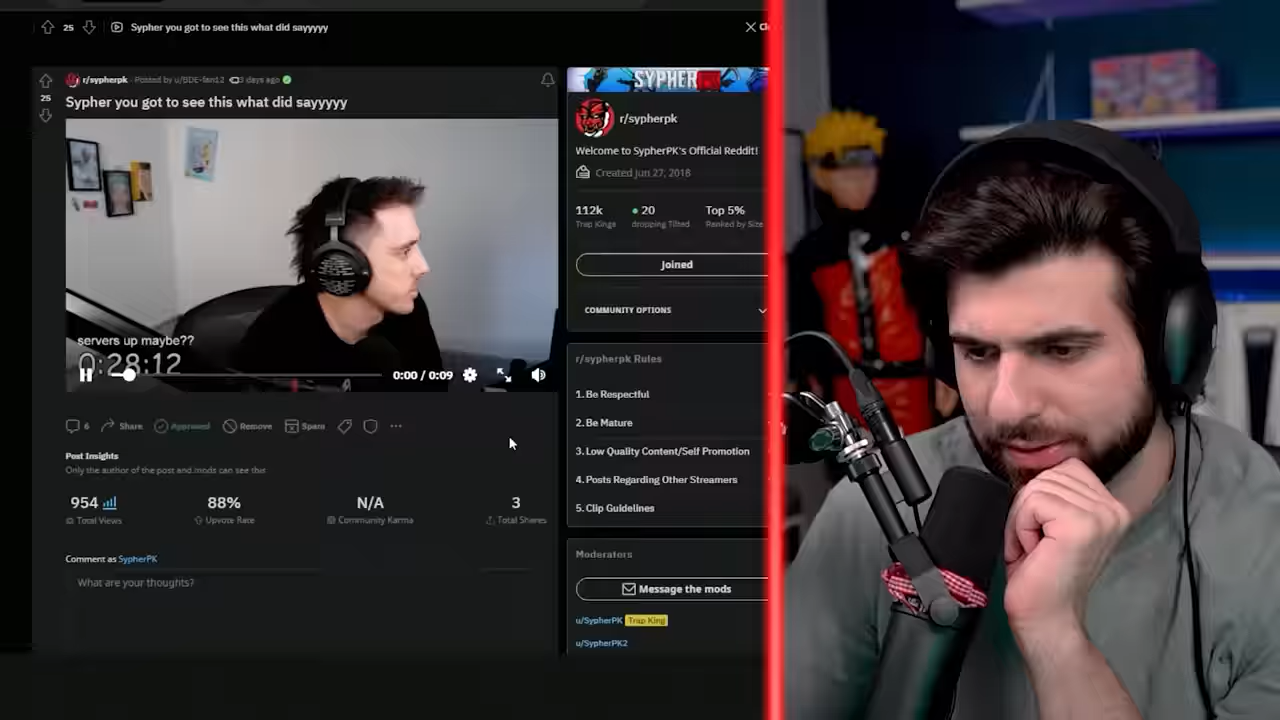 25 Sypher you got to see this what did sayyyyy
r/sypherpk Posted by u/BDE-fan12 3 days ago
25
Sypher you got to see this what did sayyyyy
servers up maybe??
0:28:12
0:00 / 0:09
6 Share Approved Remove Spam
Post Insights
Only the author of the post and mods can see this
954 88% N/A 3
Total Views Upvote Rate Community Karma Total Shares
Comment as SypherPK
What are your thoughts?
SYPHER
r/sypherpk
Welcome to SypherPK's Official Reddit!
Created Jun 27, 2018
112k 20 Top 5%
Trap Kings dropping Tilted Ranked by Size
Joined
COMMUNITY OPTIONS
r/sypherpk Rules
1. Be Respectful
2. Be Mature
3. Low Quality Content/Self Promotion
4. Posts Regarding Other Streamers
5. Clip Guidelines
Moderators
Message the mods
u/SypherPK Trap King
u/SypherPK2